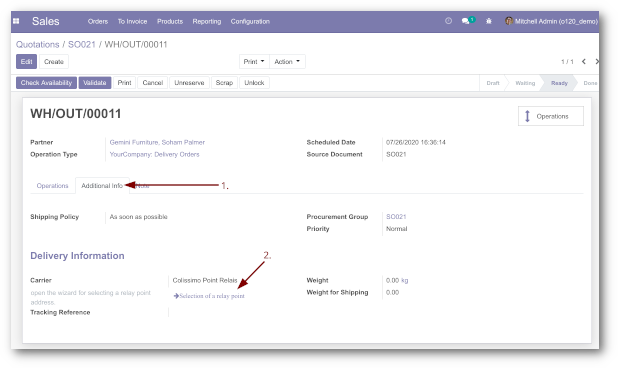 Sales Orders To Invoice Products Reporting Configuration 1 Mitchell Admin (o120_demo)
Quotations / SO021 / WH/OUT/00011
Edit Create Print Action 1 / 1
Check Availability Validate Print Cancel Unreserve Scrap Unlock Draft Waiting Ready Done
WH/OUT/00011
Operations
Partner Gemini Furniture, Soham Palmer Scheduled Date 07/26/2020 16:36:14
Operation Type YourCompany: Delivery Orders Source Document SO021
Operations Additional Info Note 1.
Shipping Policy As soon as possible Procurement Group SO021
Priority Normal
Delivery Information 2.
Carrier Colissimo Point Relais Weight 0.00 kg
open the wizard for selecting a relay point Selection of a relay point Weight for Shipping 0.00
address.
Tracking Reference